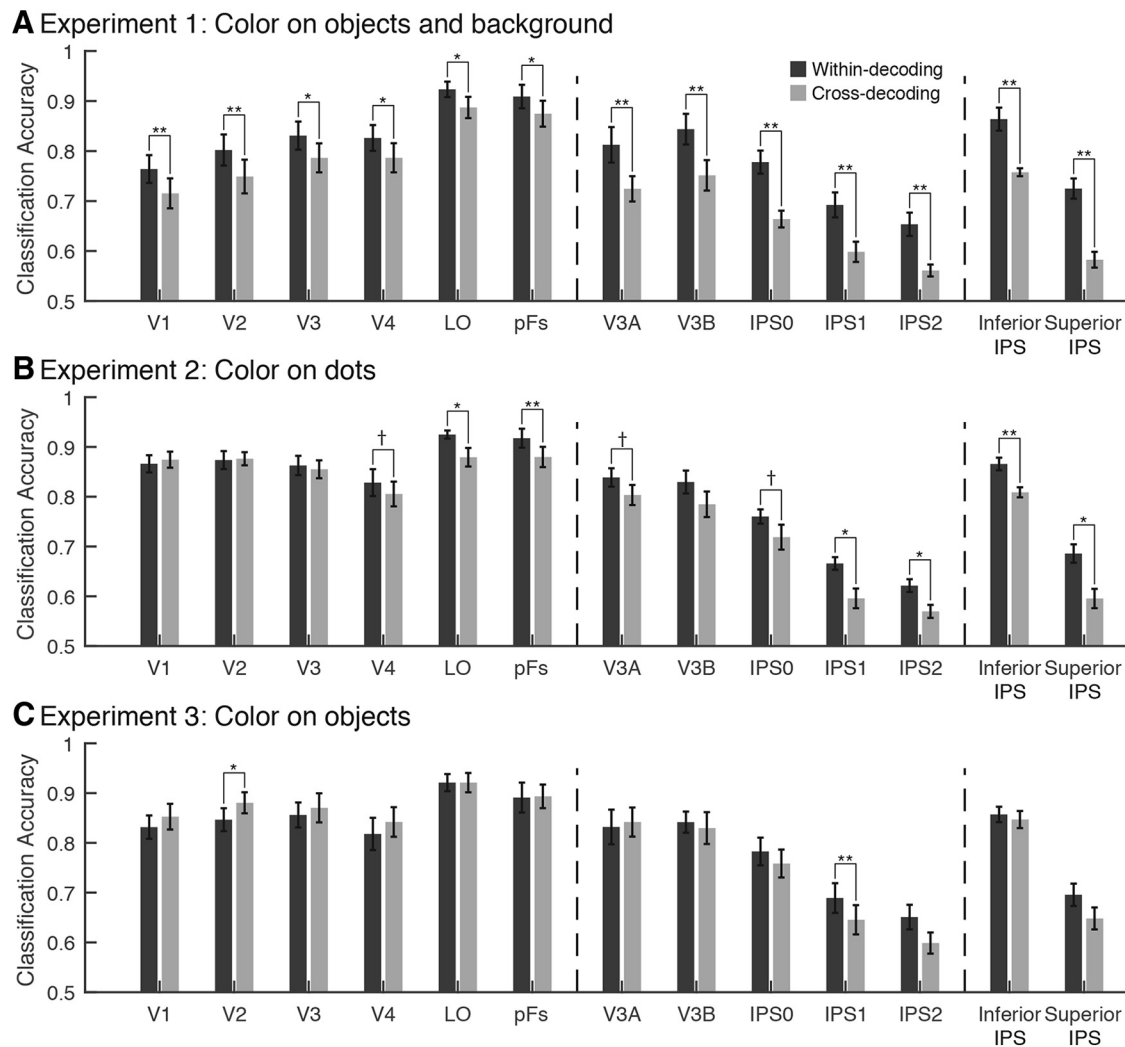 A Experiment 1: Color on objects and background
Classification Accuracy
1
0.9
0.8
0.7
0.6
0.5
Within-decoding
Cross-decoding
** ** * * * * ** ** ** ** ** ** **
V1 V2 V3 V4 LO pFs V3A V3B IPS0 IPS1 IPS2 Inferior Superior
IPS IPS
B Experiment 2: Color on dots
Classification Accuracy
1
0.9
0.8
0.7
0.6
0.5
† * ** † † * * ** *
V1 V2 V3 V4 LO pFs V3A V3B IPS0 IPS1 IPS2 Inferior Superior
IPS IPS
C Experiment 3: Color on objects
Classification Accuracy
1
0.9
0.8
0.7
0.6
0.5
* **
V1 V2 V3 V4 LO pFs V3A V3B IPS0 IPS1 IPS2 Inferior Superior
IPS IPS